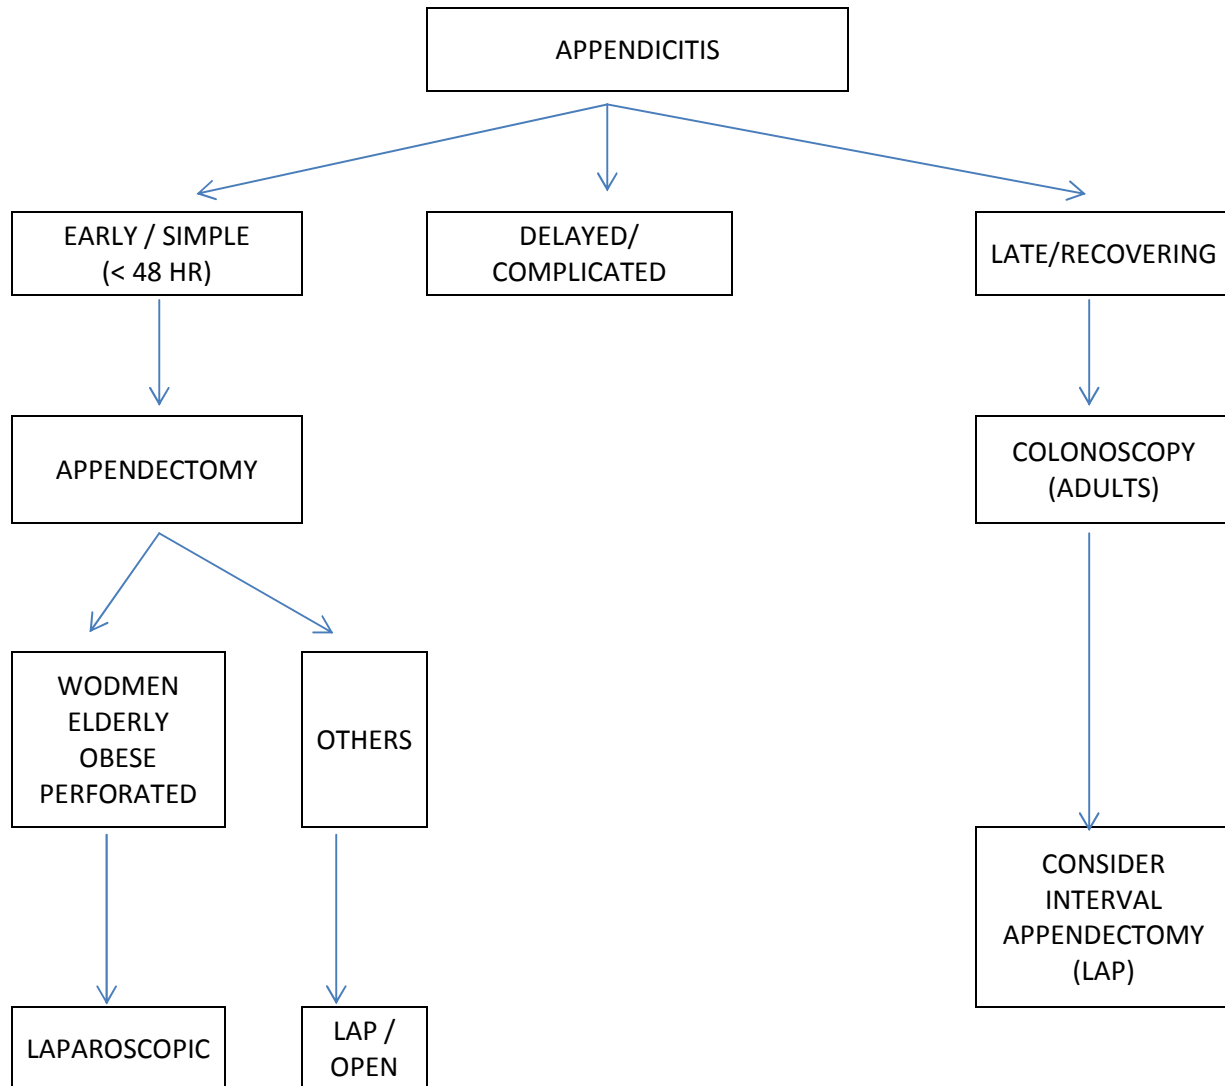 APPENDICITIS
EARLY / SIMPLE
(< 48 HR)
DELAYED/
COMPLICATED
LATE/RECOVERING
APPENDECTOMY
COLONOSCOPY
(ADULTS)
WODMEN
ELDERLY
OBESE
PERFORATED
OTHERS
CONSIDER
INTERVAL
APPENDECTOMY
(LAP)
LAPAROSCOPIC
LAP /
OPEN